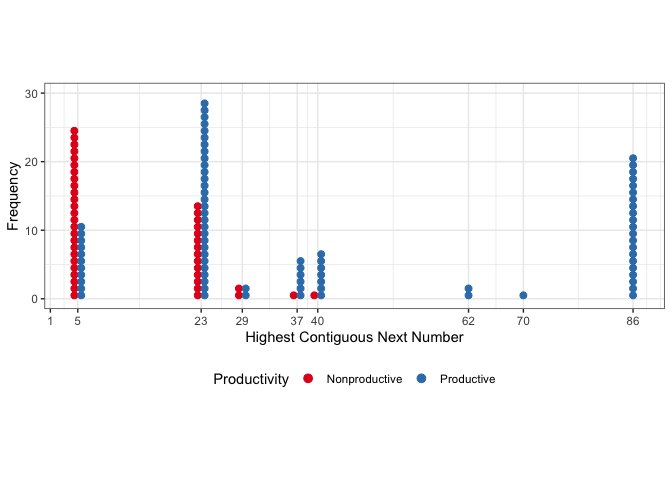 30
20
10
0
Frequency
1 5 23 29 37 40 62 70 86
Highest Contiguous Next Number
Productivity Nonproductive Productive